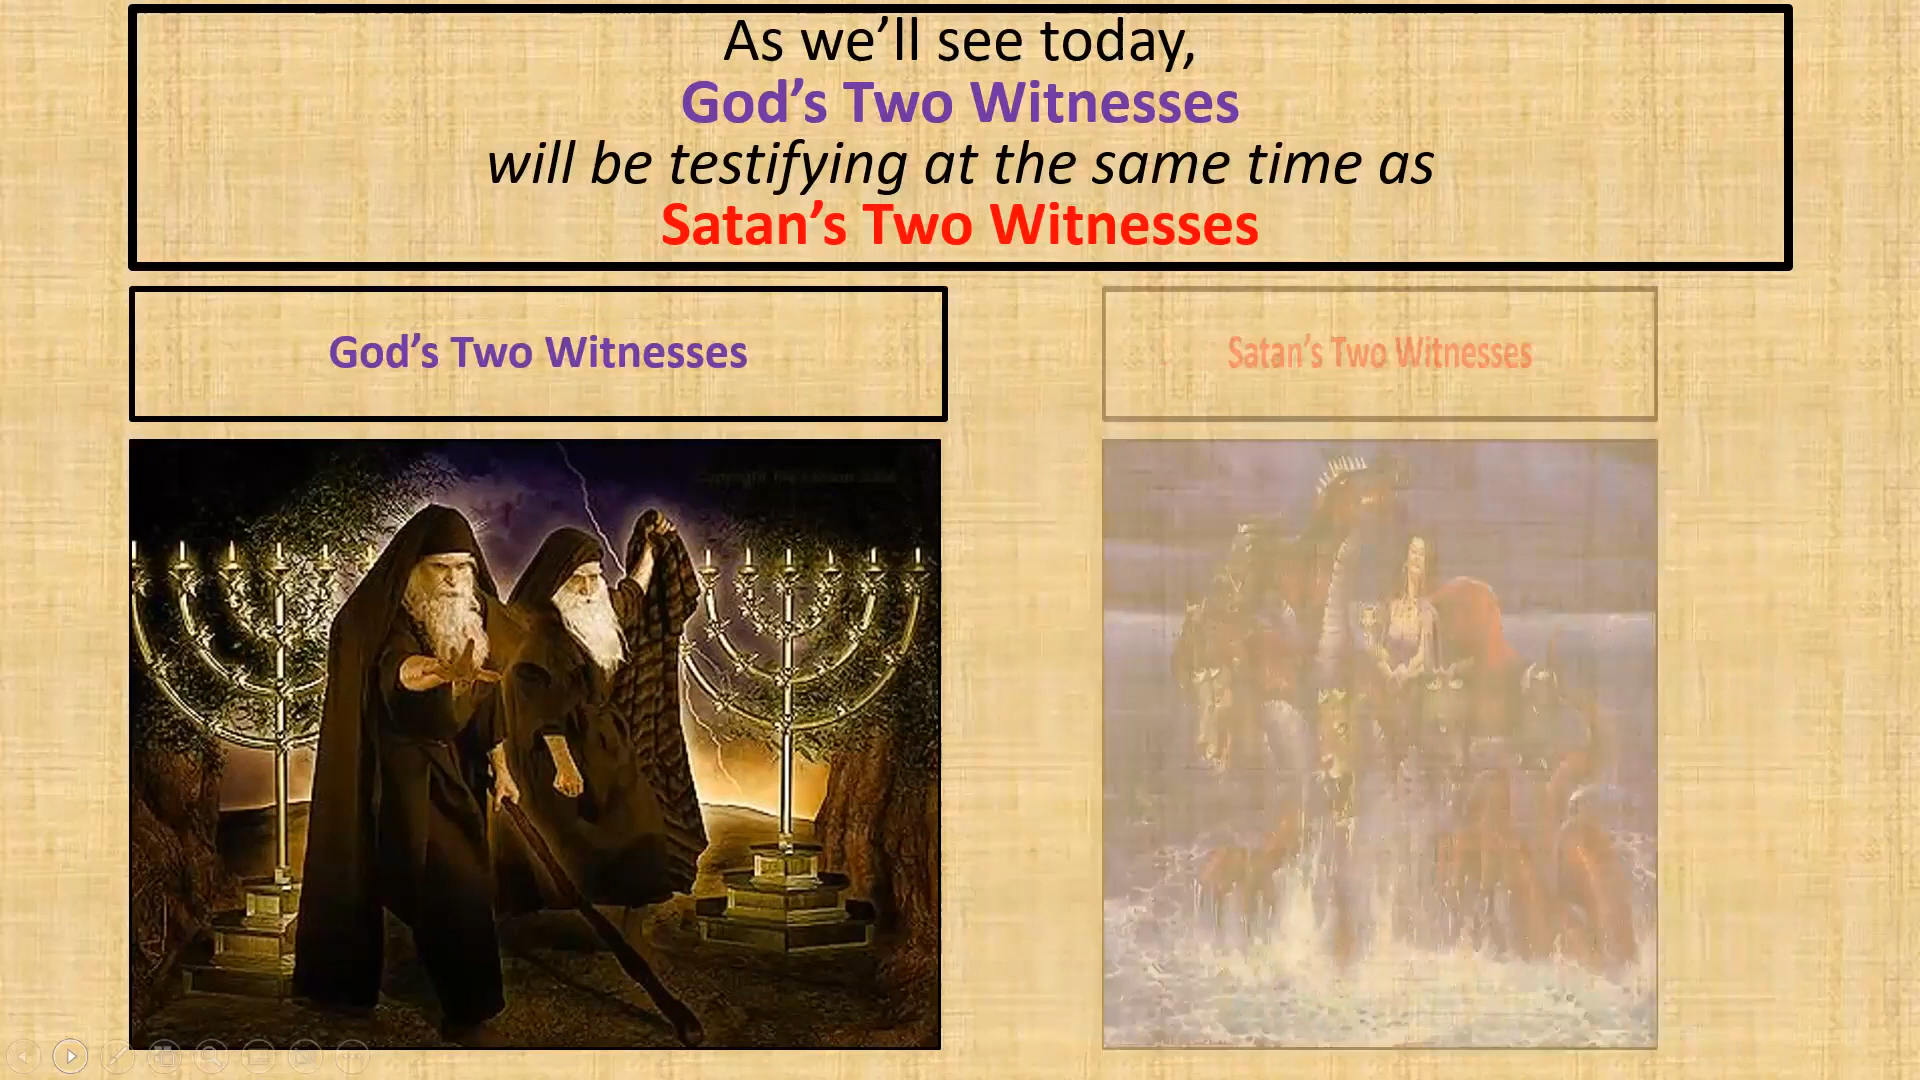 As we’ll see today,
God’s Two Witnesses
will be testifying at the same time as
Satan’s Two Witnesses
God’s Two Witnesses
Satan’s Two Witnesses